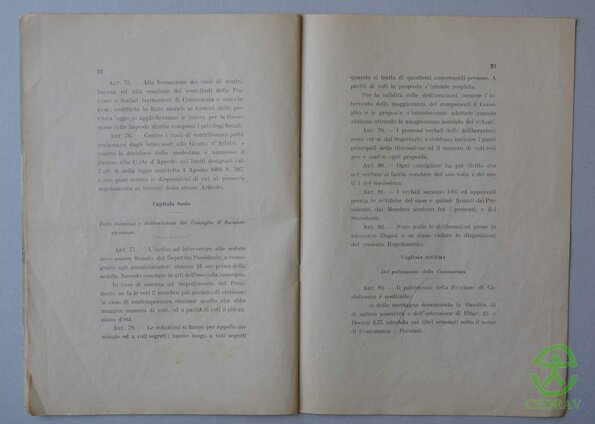 22
Art. 75. — Alla formazione dei ruoli di contri-
buenza ed alla esazione dei contributi della Fra-
zione o Sociali, trattandosi di Comunanza o associa-
zione costituita in Ente morale ai termini della pre-
citata legge, si applicheranno le norme per la riscos-
sione delle imposte dirette compresi i privilegi fiscali.
Art. 76. — Contro i ruoli di contribuenza potrà
reclamarsi dagli interessati alla Giunta d'Arbitri, e
contro la decisione della medesima è ammesso il
ricorso alla Corte d'Appello nei limiti designati dal-
l'art. 6. della legge suddetta 4 Agosto 1894 N. 397,
come pure contro le disposizioni di cui al presente
regolamento ai termini dello stesso Articolo.
Capitolo Sesto
Delle riunioni e deliberazioni del Consiglio d'Ammini-
strazione.
Art. 77. — L'invito ad intervenire alle sedute
deve essere firmato dal Deputato Presidente e conse-
gnato agli amministratori almeno 24 ore prima della
seduta, facendo constare in atti dell'eseguita consegna.
In caso di assenza od impedimento del Presi-
dente ne fa le veci il membro più anziano di elezione;
in caso di contemporanea elezione quello che ebbe
maggior numero di voti, ed a parità di voti il più an-
ziano d'età.
Art. 78. — Le votazioni si fanno per appello no-
minale ed a voti segreti; hanno luogo a voti segreti
23
quando si tratta di questioni concernenti persone. A
parità di voti la proposta s'intende respinta.
Per la validità delle deliberazioni occorre l'in-
tervento della maggioranza dei componenti il Consi-
glio, e le proposte s'intenderanno adottate quando
abbiano ottenuto la maggioranza assoluta dei votanti.
Art. 79. — I processi verbali delle deliberazioni
sono stesi dal Segretario, e debbono indicare i punti
principali della discussione ed il numero di voti resi
pro e contro ogni proposta.
Art. 80. — Ogni consigliere ha poi diritto che nel
verbale si faccia constare del suo voto, e dei motivi
del medesimo.
Art. 81. — I verbali saranno letti ed approvati
previa le rettifiche del caso e quindi firmati dal Pre-
sidente, dal Membro anziano fra i presenti, e dal
Segretario.
Art. 82. — Sono nulle le deliberazioni prese in
adunanze illegali o se siano violate le disposizioni
del presente Regolamento.
Capitolo Settimo
Del patrimonio della Comunanza
Art. 83. — Il patrimonio della Frazione di Ca-
stelluccio è costituito;
a) della montagna denominata la Bandita, di
di natura pascoliva e dell'estensione di Ettari 23 -
Decare 2,37, intestata nei libri censuari sotto il nome
di Comunanza - Focolari.
CEDRAV